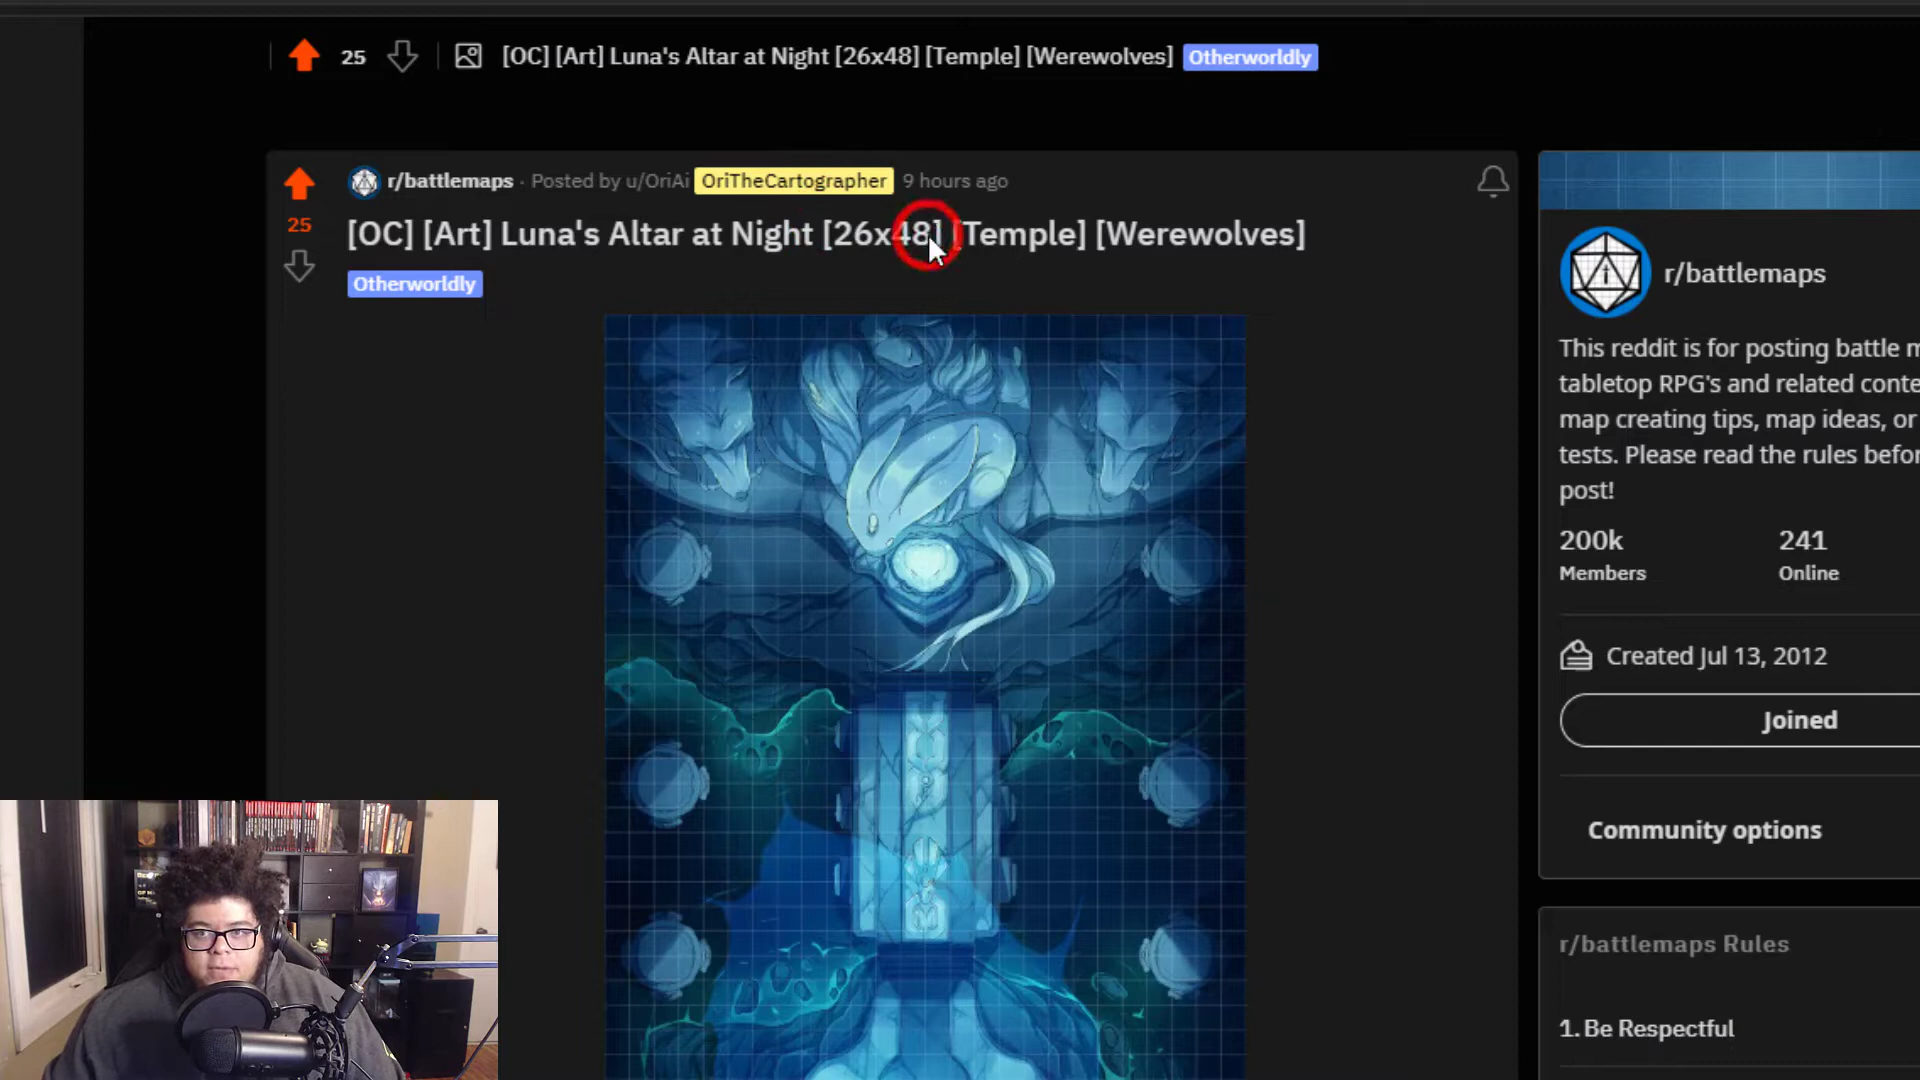 25 [OC] [Art] Luna's Altar at Night [26x48] [Temple] [Werewolves] Otherworldly
r/battlemaps · Posted by u/OriAi OriTheCartographer 9 hours ago
25
[OC] [Art] Luna's Altar at Night [26x48] [Temple] [Werewolves]
Otherworldly
r/battlemaps
This reddit is for posting battle m
tabletop RPG's and related conte
map creating tips, map ideas, or
tests. Please read the rules befor
post!
200k 241
Members Online
Created Jul 13, 2012
Joined
Community options
r/battlemaps Rules
1. Be Respectful